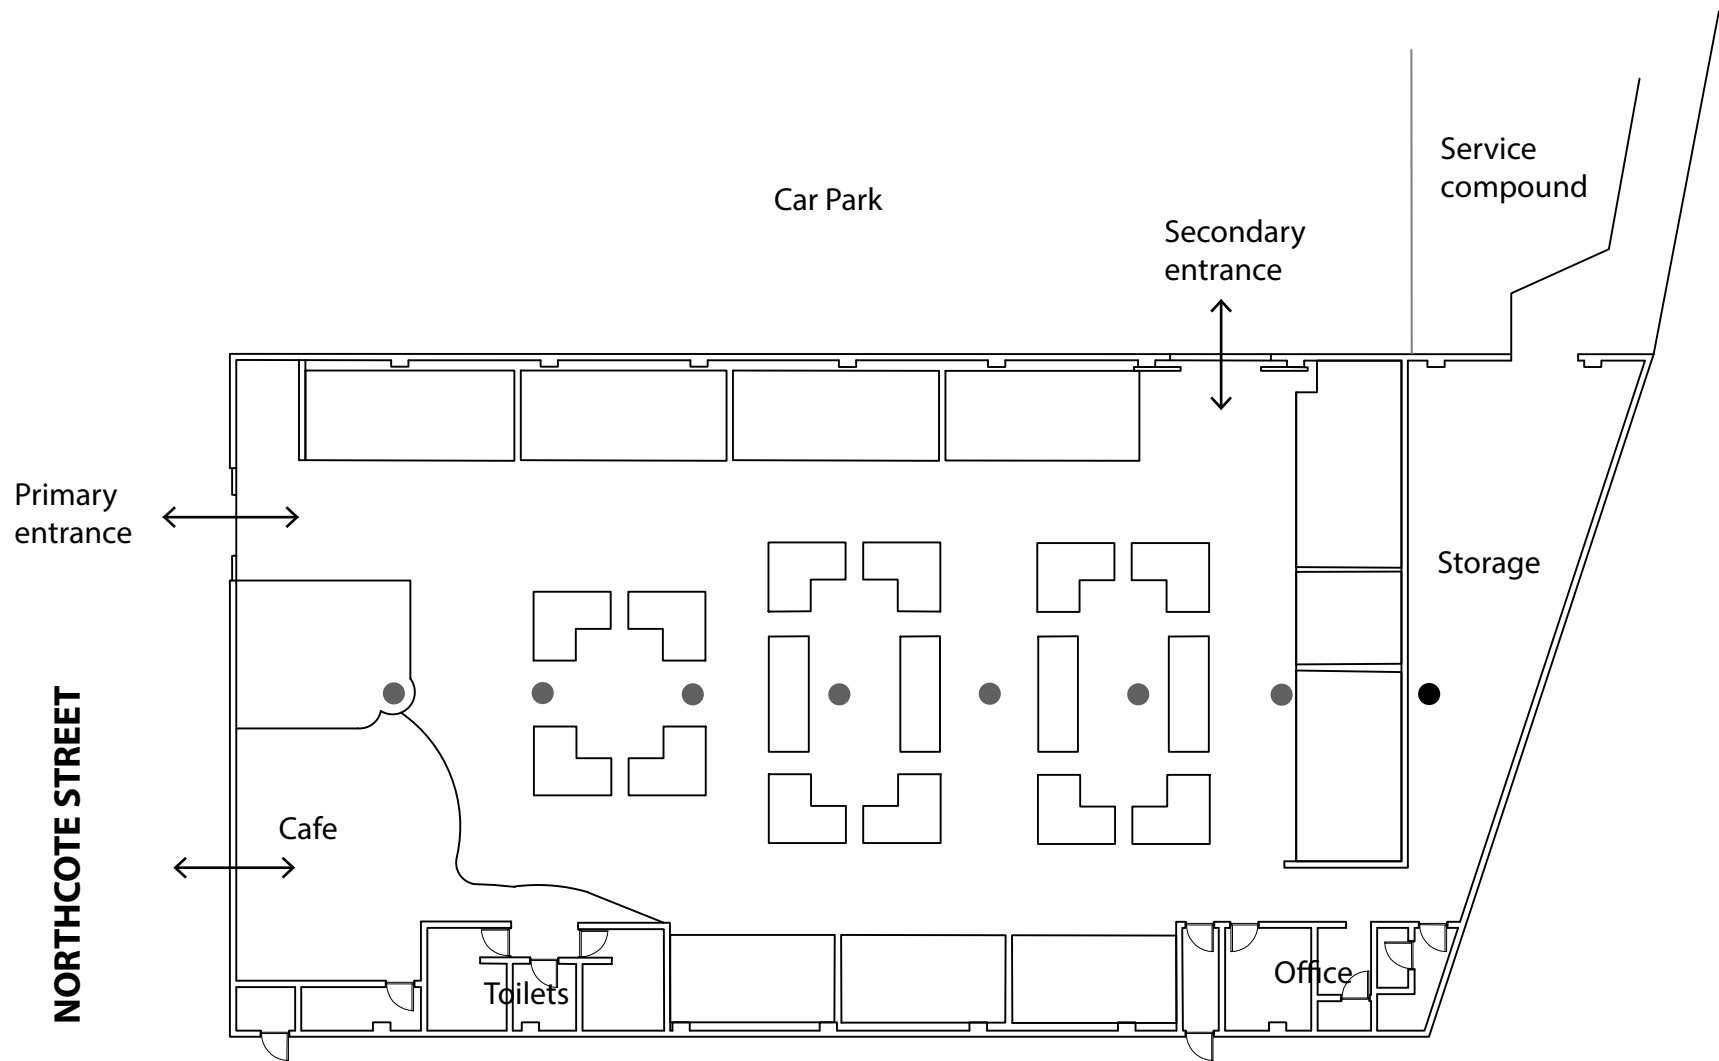 Service
compound
Car Park
Secondary
entrance
Primary
entrance
Storage
NORTHCOTE STREET
Cafe
Office
Toilets